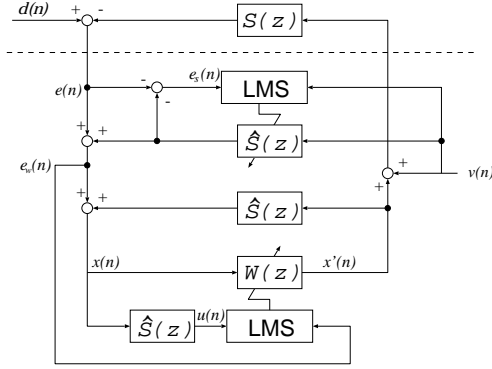 d(n) + - S(z)
- e_s(n) LMS
e(n) -
+ + Ŝ(z)
e_w(n) + v(n)
+ + Ŝ(z) +
x(n) W(z) x'(n)
Ŝ(z) u(n) LMS